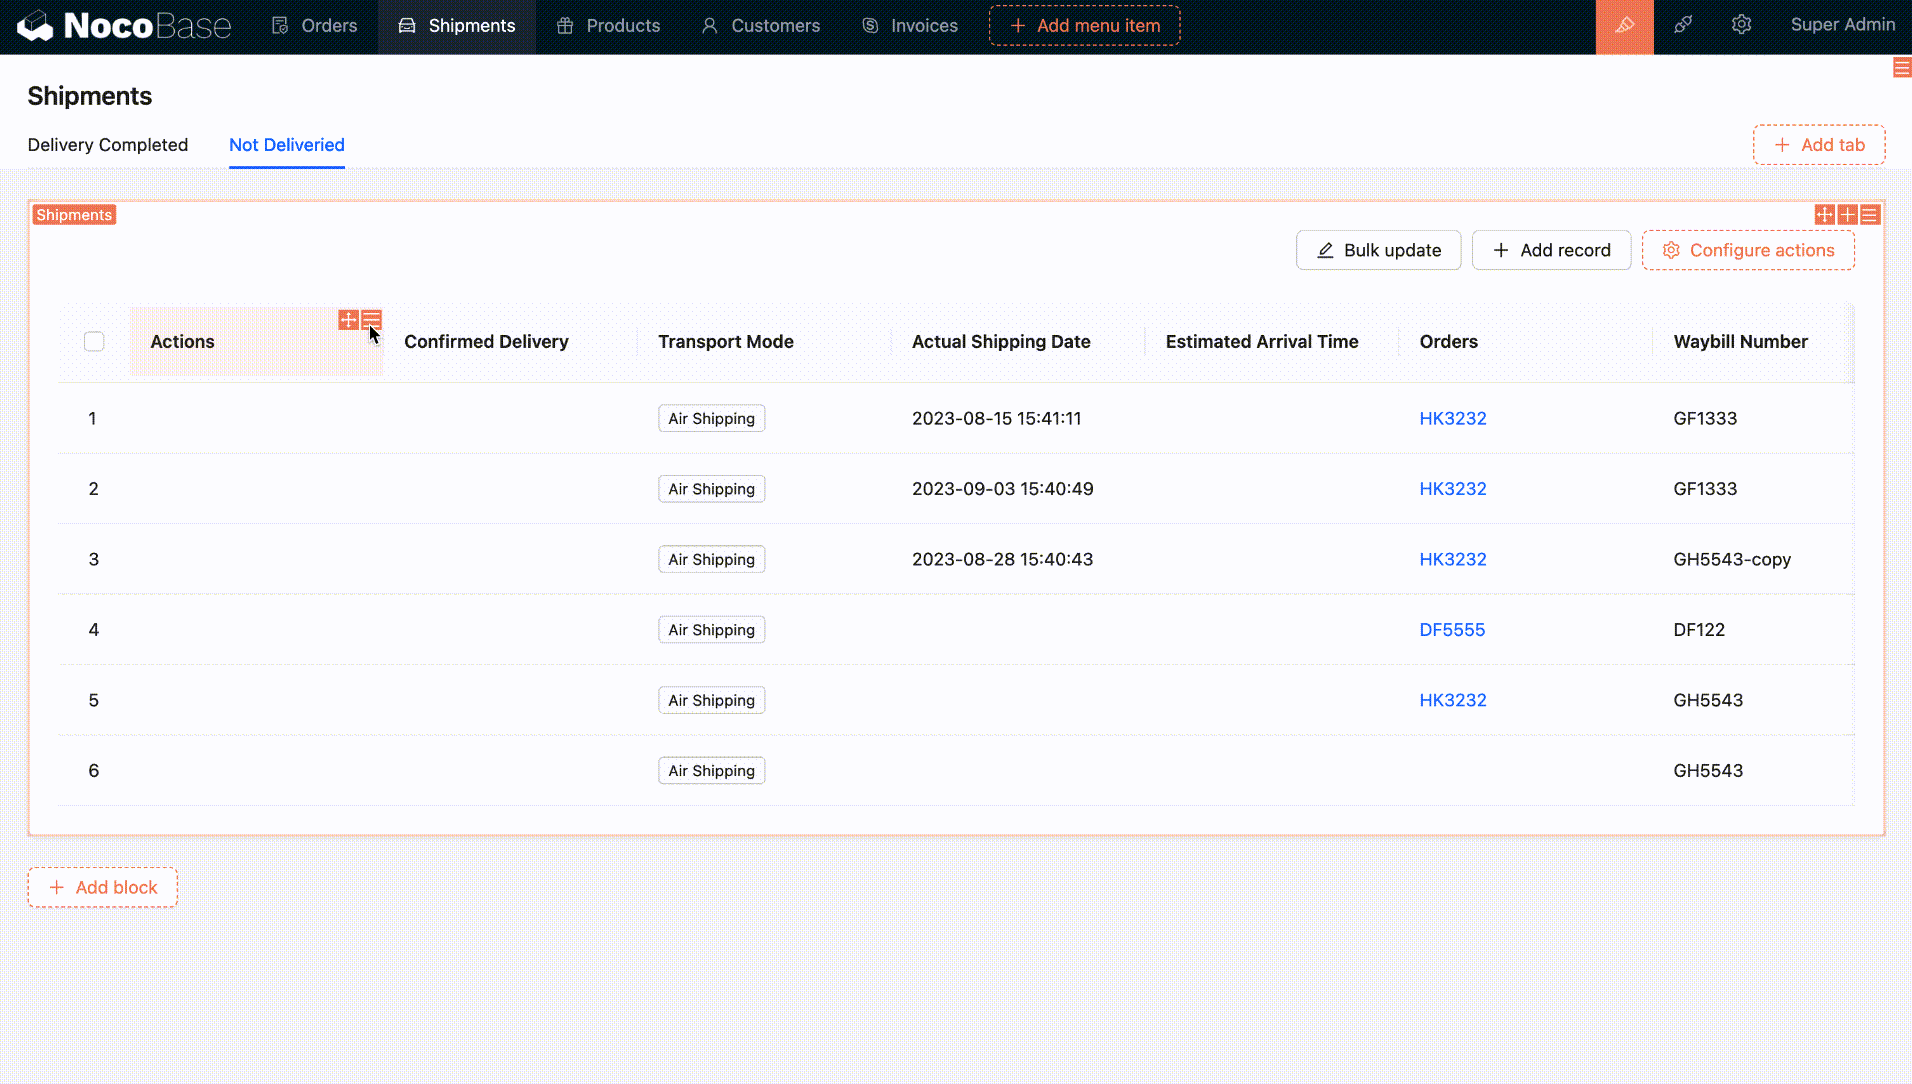 NocoBase Orders Shipments Products Customers Invoices Add menu item Super Admin
Shipments
Delivery Completed Not Deliveried Add tab
Shipments
Bulk update Add record Configure actions
Actions Confirmed Delivery Transport Mode Actual Shipping Date Estimated Arrival Time Orders Waybill Number
1 Air Shipping 2023-08-15 15:41:11 HK3232 GF1333
2 Air Shipping 2023-09-03 15:40:49 HK3232 GF1333
3 Air Shipping 2023-08-28 15:40:43 HK3232 GH5543-copy
4 Air Shipping DF5555 DF122
5 Air Shipping HK3232 GH5543
6 Air Shipping GH5543
Add block